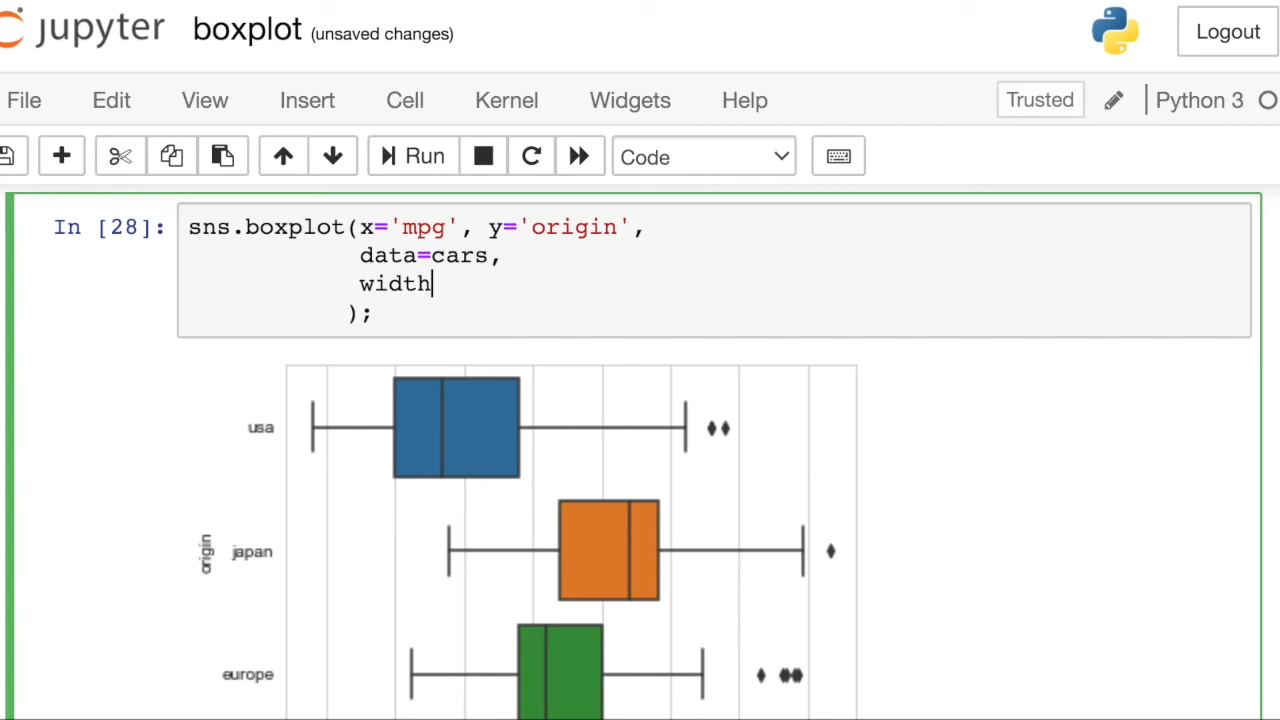 jupyter boxplot (unsaved changes) Logout
File Edit View Insert Cell Kernel Widgets Help Trusted Python 3
Run Code
In [28]: sns.boxplot(x='mpg', y='origin',
data=cars,
width
);
usa
origin japan
europe